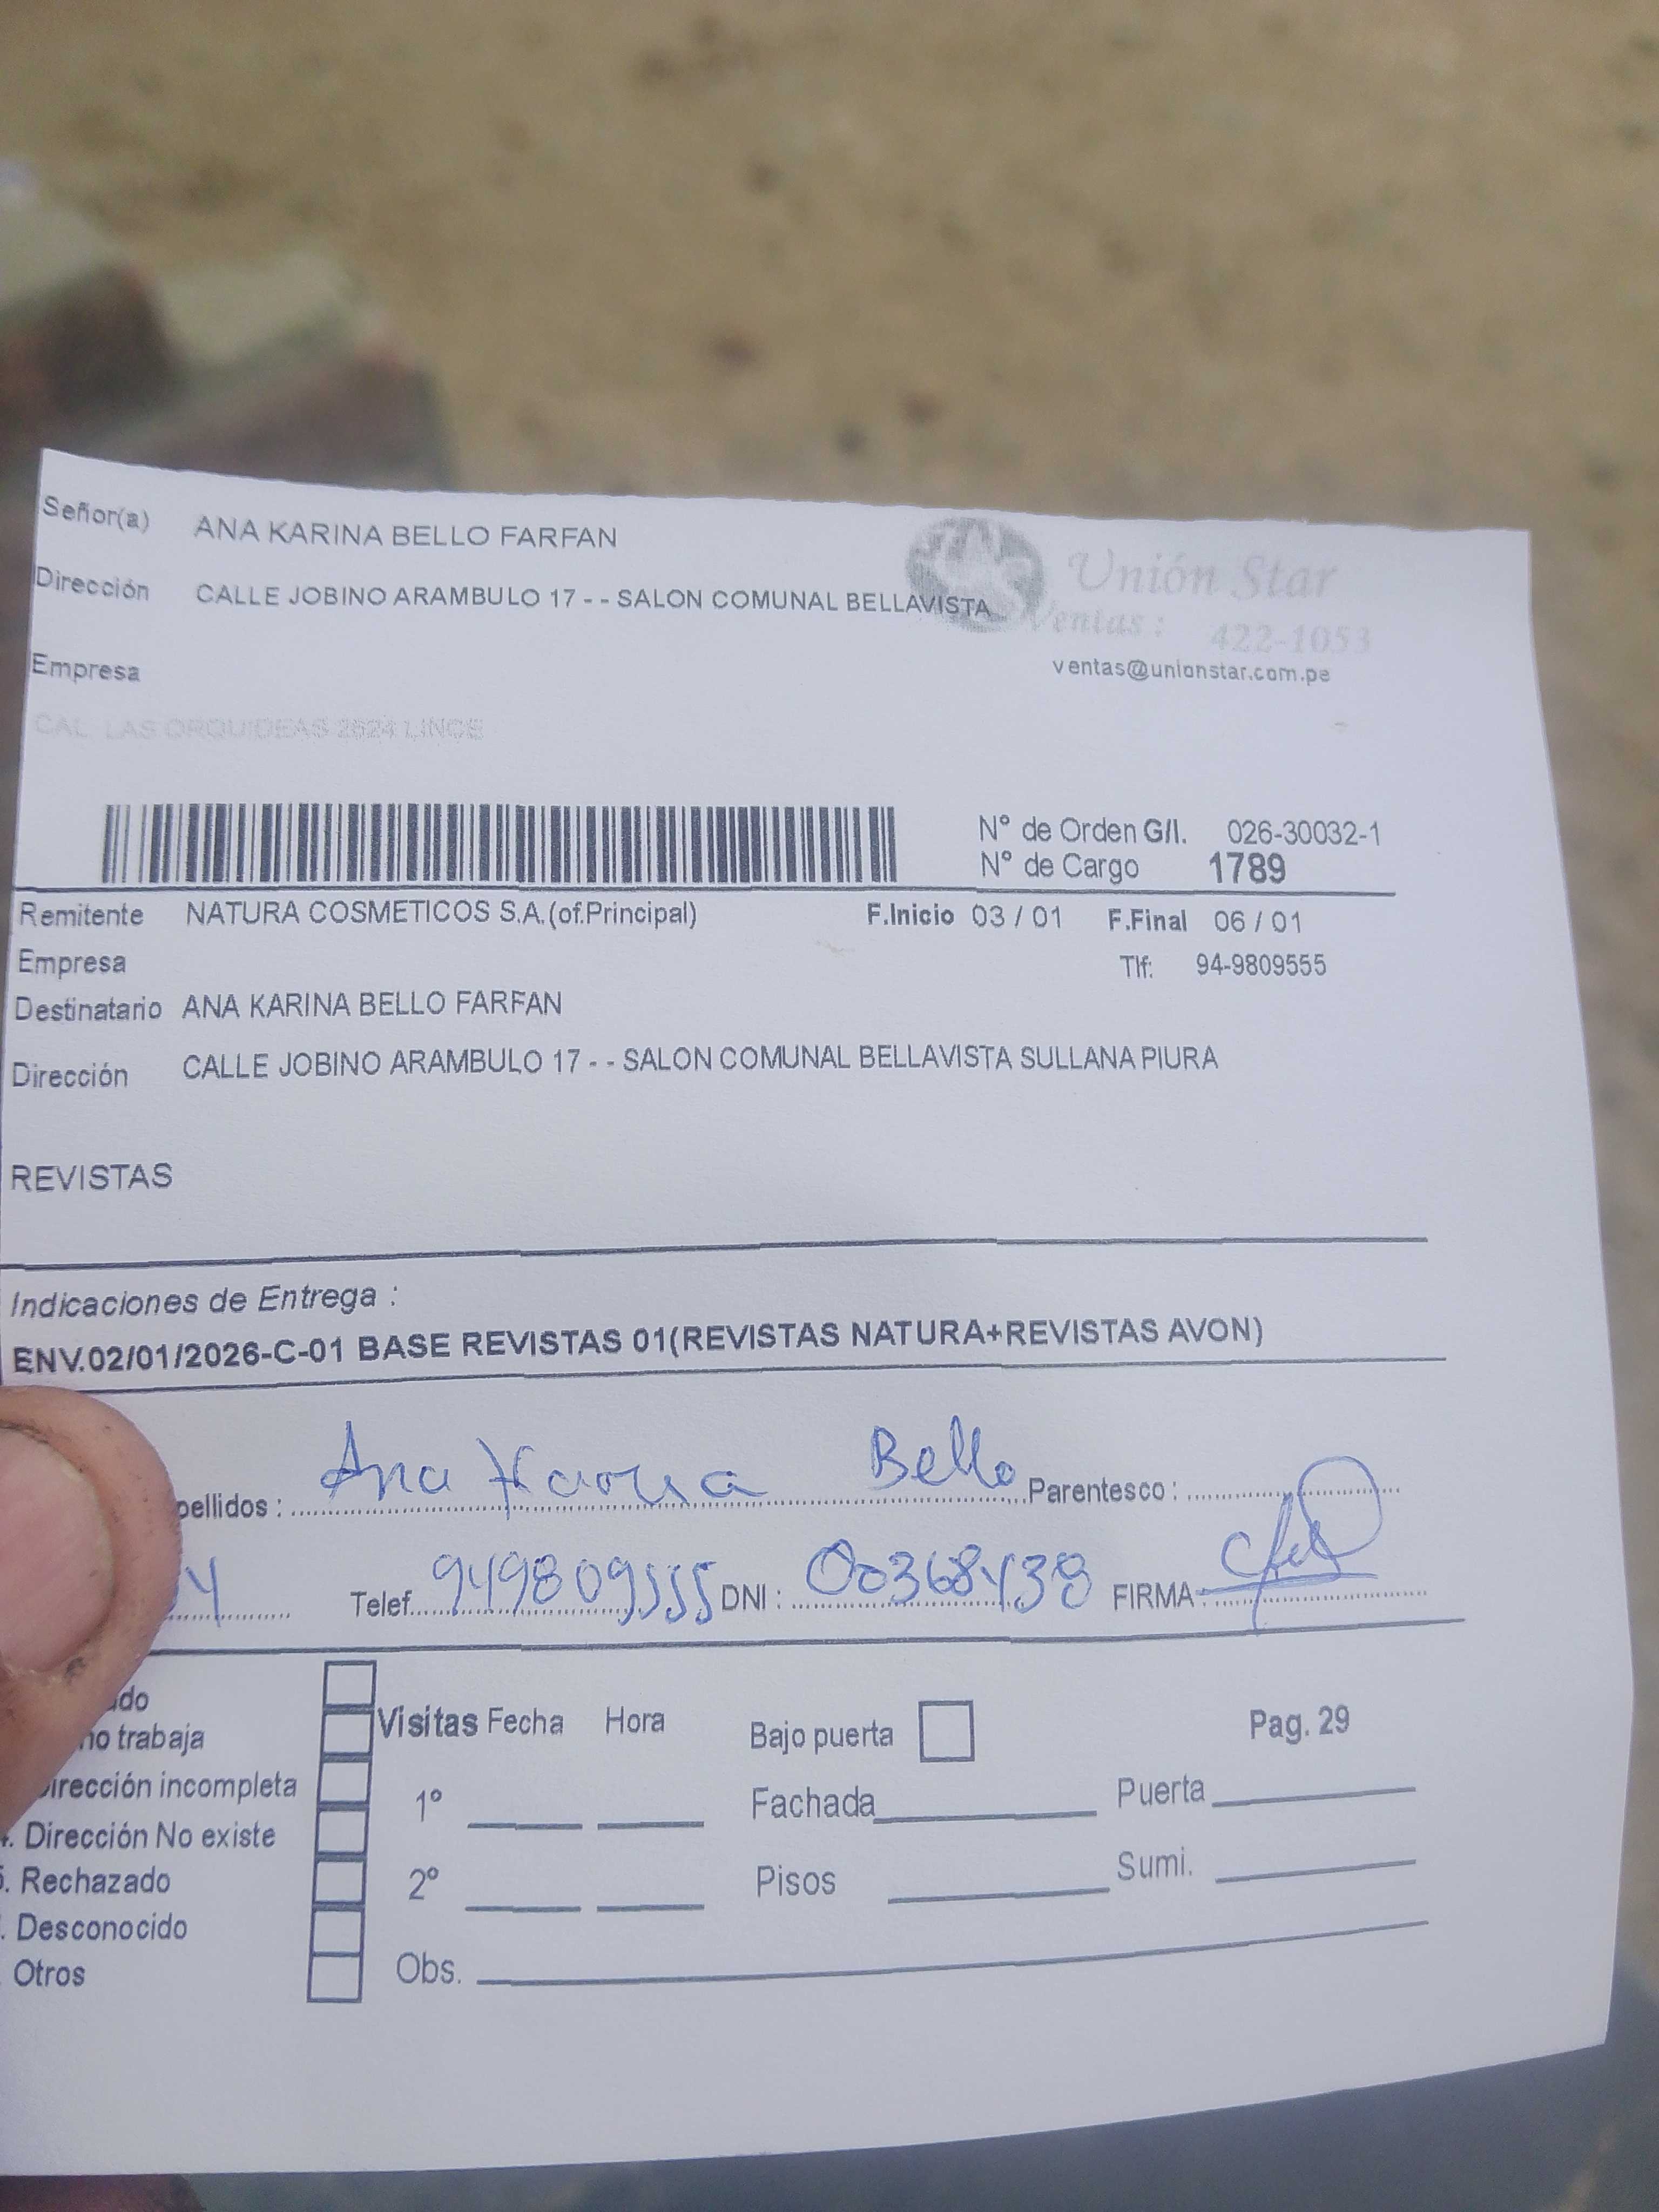 Señor(a) ANA KARINA BELLO FARFAN
Unión Star
Dirección CALLE JOBINO ARAMBULO 17 - - SALON COMUNAL BELLAVISTA
Ventas : 422-1053
Empresa
ventas@unionstar.com.pe
CAL LAS ORQUIDEAS 2624 LINCE
N° de Orden G/I. 026-30032-1
N° de Cargo 1789
Remitente NATURA COSMETICOS S.A.(of.Principal) F.Inicio 03 / 01 F.Final 06 / 01
Empresa Tlf: 94-9809555
Destinatario ANA KARINA BELLO FARFAN
Dirección CALLE JOBINO ARAMBULO 17 - - SALON COMUNAL BELLAVISTA SULLANA PIURA
REVISTAS
Indicaciones de Entrega :
ENV.02/01/2026-C-01 BASE REVISTAS 01(REVISTAS NATURA+REVISTAS AVON)
pellidos : Ana Karina Bello Parentesco :
Telef. 949809555 DNI : 00368438 FIRMA
ado
no trabaja
Visitas Fecha Hora Bajo puerta Pag. 29
irección incompleta
1° Fachada Puerta
4. Dirección No existe
5. Rechazado
2° Pisos Sumi.
. Desconocido
Otros
Obs.